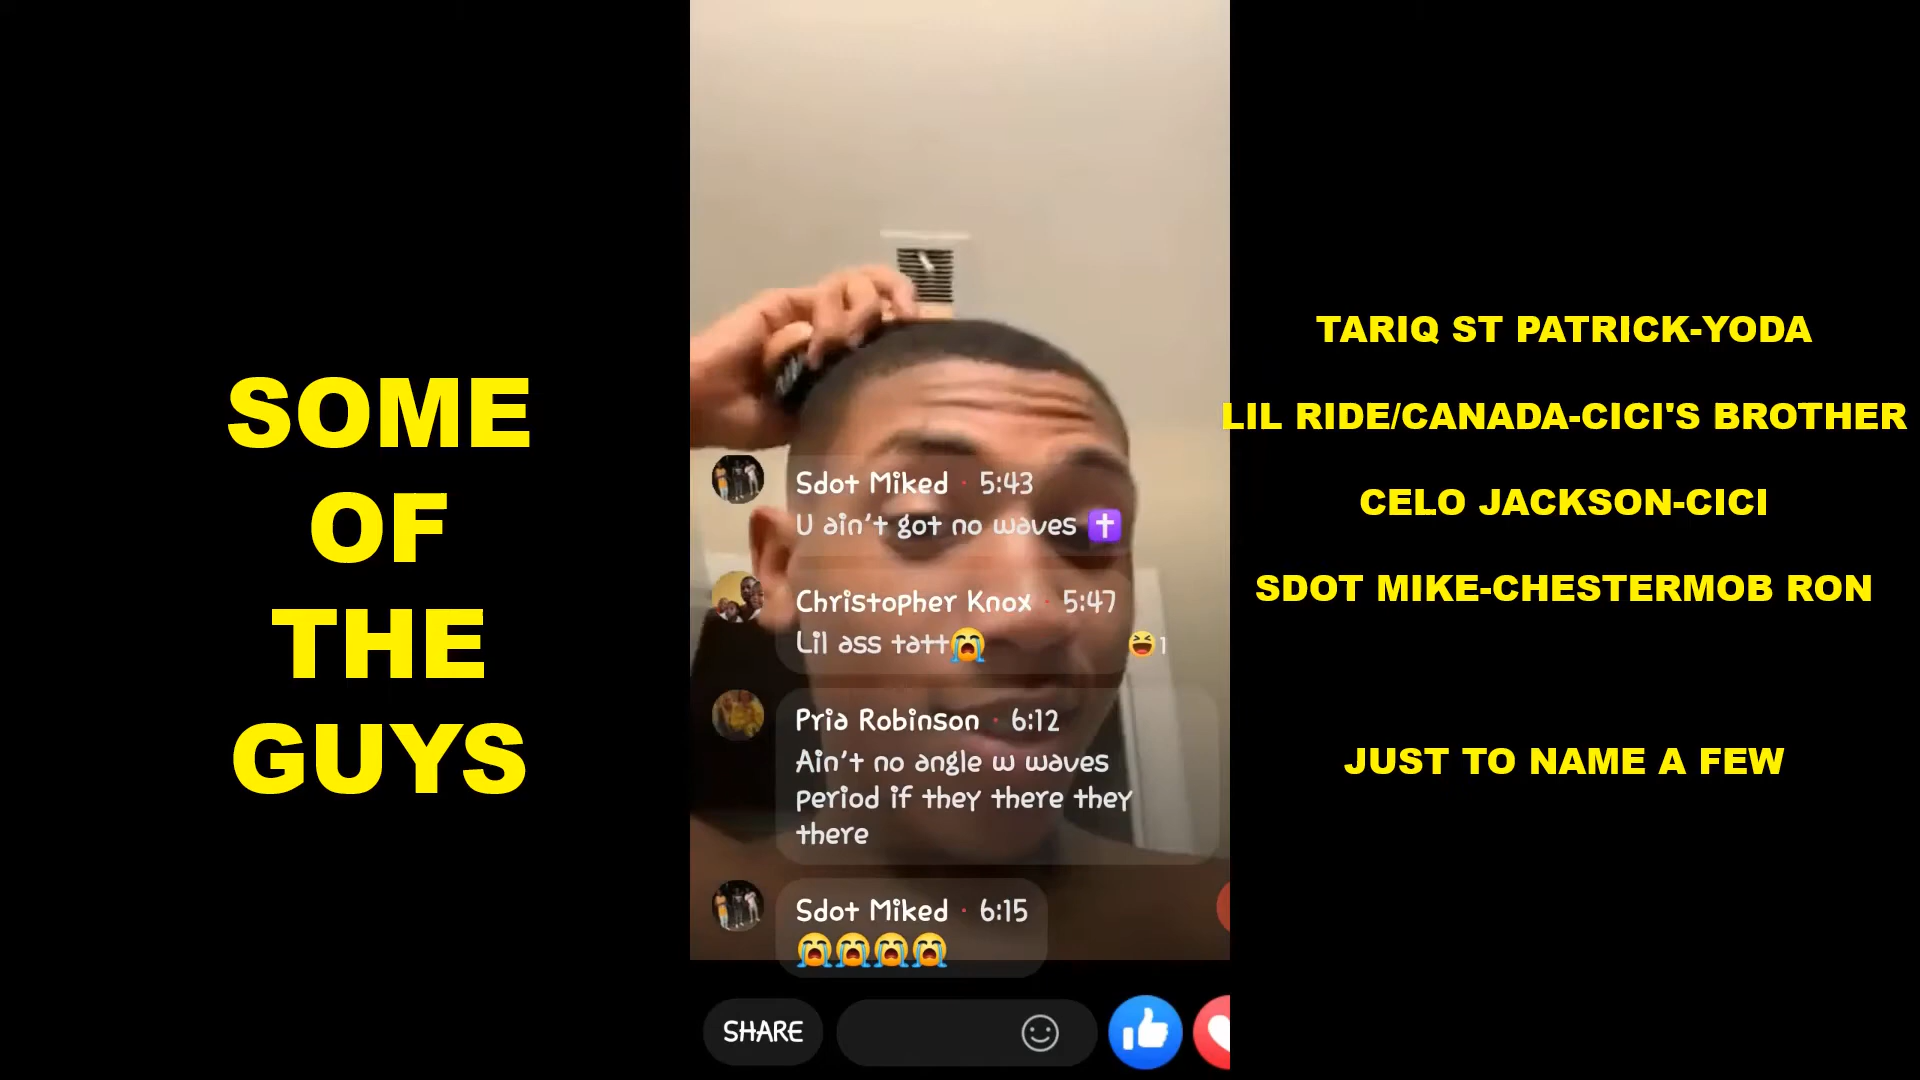 SOME
OF
THE
GUYS
Sdot Miked · 5:43
U ain't got no waves ✝️
Christopher Knox · 5:47
Lil ass tatt😭
😆 1
Pria Robinson · 6:12
Ain't no angle w waves
period if they there they
there
Sdot Miked · 6:15
😭😭😭😭
SHARE
TARIQ ST PATRICK-YODA
LIL RIDE/CANADA-CICI'S BROTHER
CELO JACKSON-CICI
SDOT MIKE-CHESTERMOB RON
JUST TO NAME A FEW